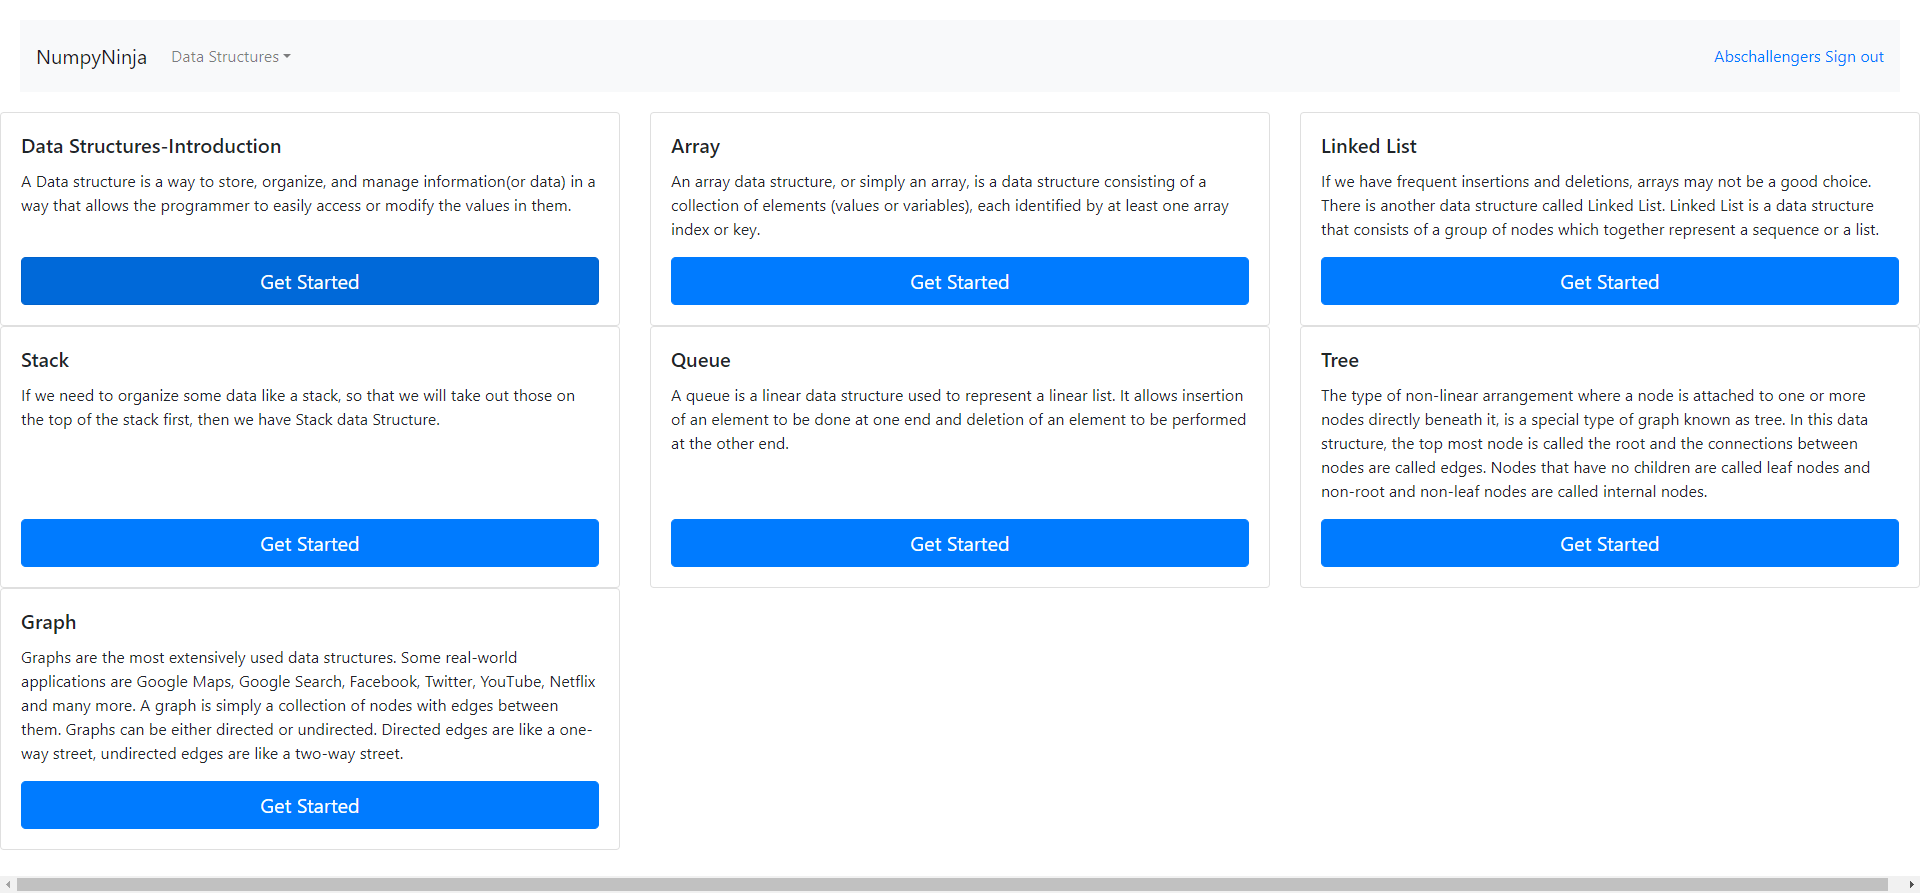 NumpyNinja
Data Structures
Abschallengers Sign out
Data Structures-Introduction
A Data structure is a way to store, organize, and manage information(or data) in a
way that allows the programmer to easily access or modify the values in them.
Get Started
Array
An array data structure, or simply an array, is a data structure consisting of a
collection of elements (values or variables), each identified by at least one array
index or key.
Get Started
Linked List
If we have frequent insertions and deletions, arrays may not be a good choice.
There is another data structure called Linked List. Linked List is a data structure
that consists of a group of nodes which together represent a sequence or a list.
Get Started
Stack
If we need to organize some data like a stack, so that we will take out those on
the top of the stack first, then we have Stack data Structure.
Get Started
Queue
A queue is a linear data structure used to represent a linear list. It allows insertion
of an element to be done at one end and deletion of an element to be performed
at the other end.
Get Started
Tree
The type of non-linear arrangement where a node is attached to one or more
nodes directly beneath it, is a special type of graph known as tree. In this data
structure, the top most node is called the root and the connections between
nodes are called edges. Nodes that have no children are called leaf nodes and
non-root and non-leaf nodes are called internal nodes.
Get Started
Graph
Graphs are the most extensively used data structures. Some real-world
applications are Google Maps, Google Search, Facebook, Twitter, YouTube, Netflix
and many more. A graph is simply a collection of nodes with edges between
them. Graphs can be either directed or undirected. Directed edges are like a one-
way street, undirected edges are like a two-way street.
Get Started